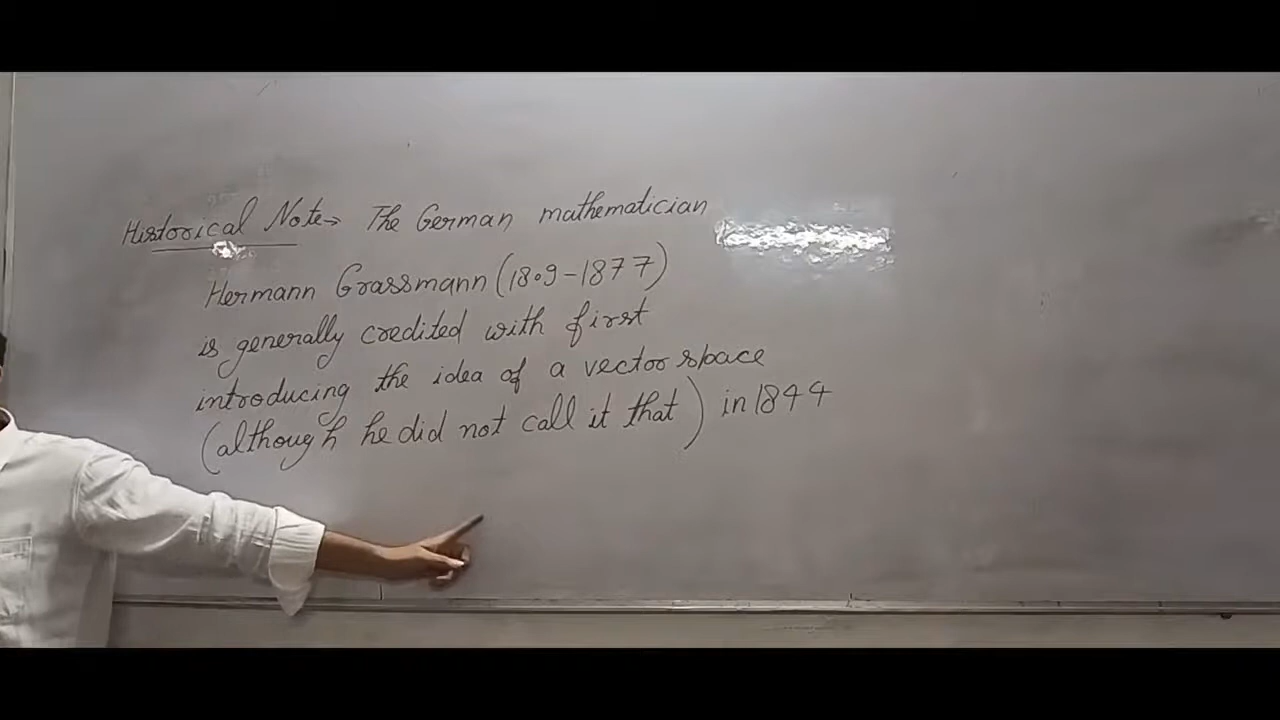 Historical Note→ The German mathematician
Hermann Grassmann (1809-1877)
is generally credited with first
introducing the idea of a vector space
(although he did not call it that) in 1844